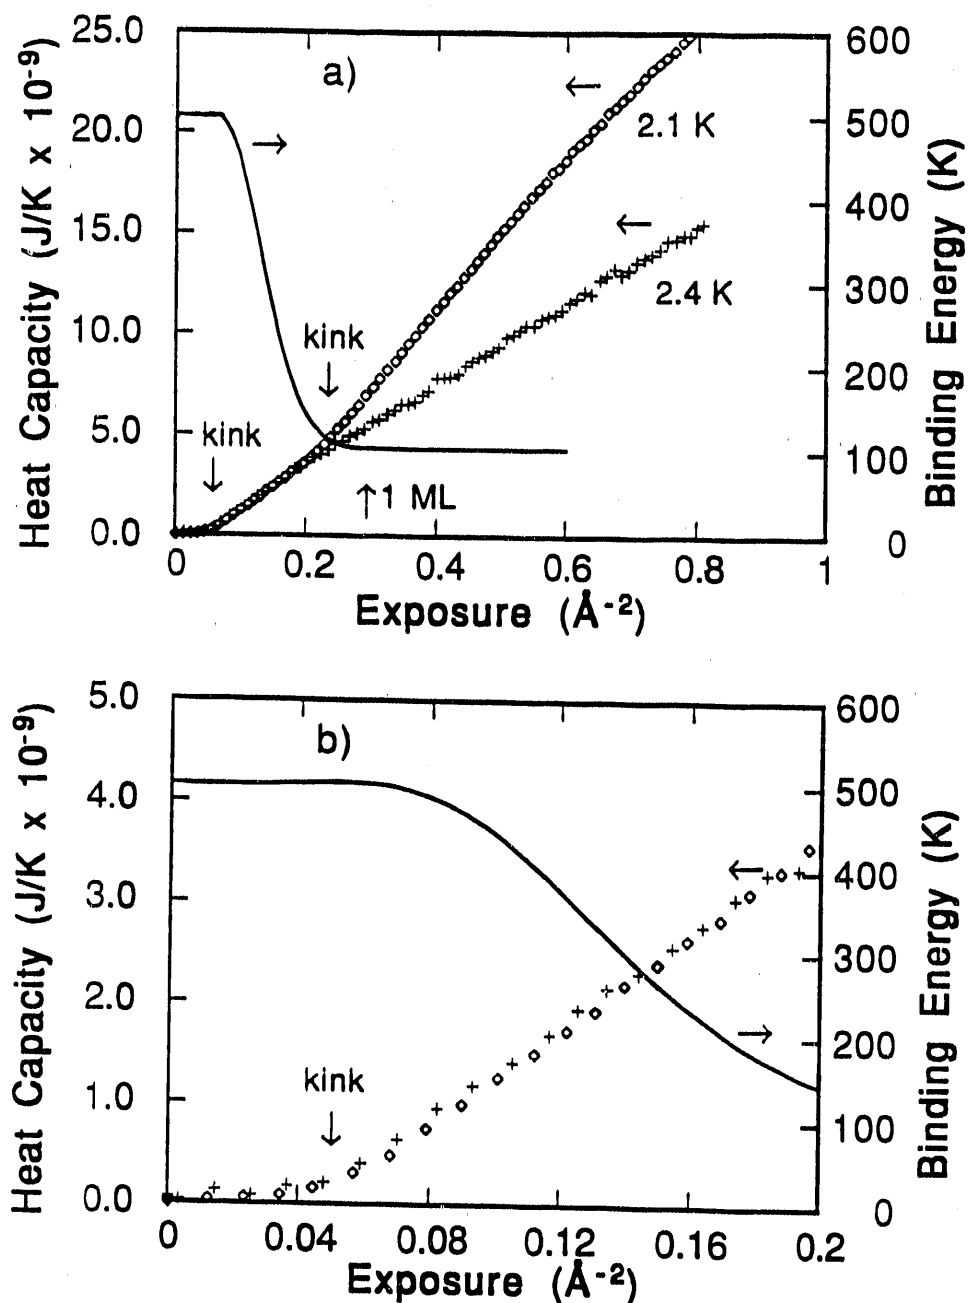 25.0
20.0
15.0
10.0
5.0
0.0
Heat Capacity (J/K x 10⁻⁹)
a)
2.1 K
2.4 K
kink
kink
↑1 ML
600
500
400
300
200
100
0
Binding Energy (K)
0 0.2 0.4 0.6 0.8 1
Exposure (Å⁻²)
5.0
4.0
3.0
2.0
1.0
0.0
Heat Capacity (J/K x 10⁻⁹)
b)
kink
600
500
400
300
200
100
0
Binding Energy (K)
0 0.04 0.08 0.12 0.16 0.2
Exposure (Å⁻²)